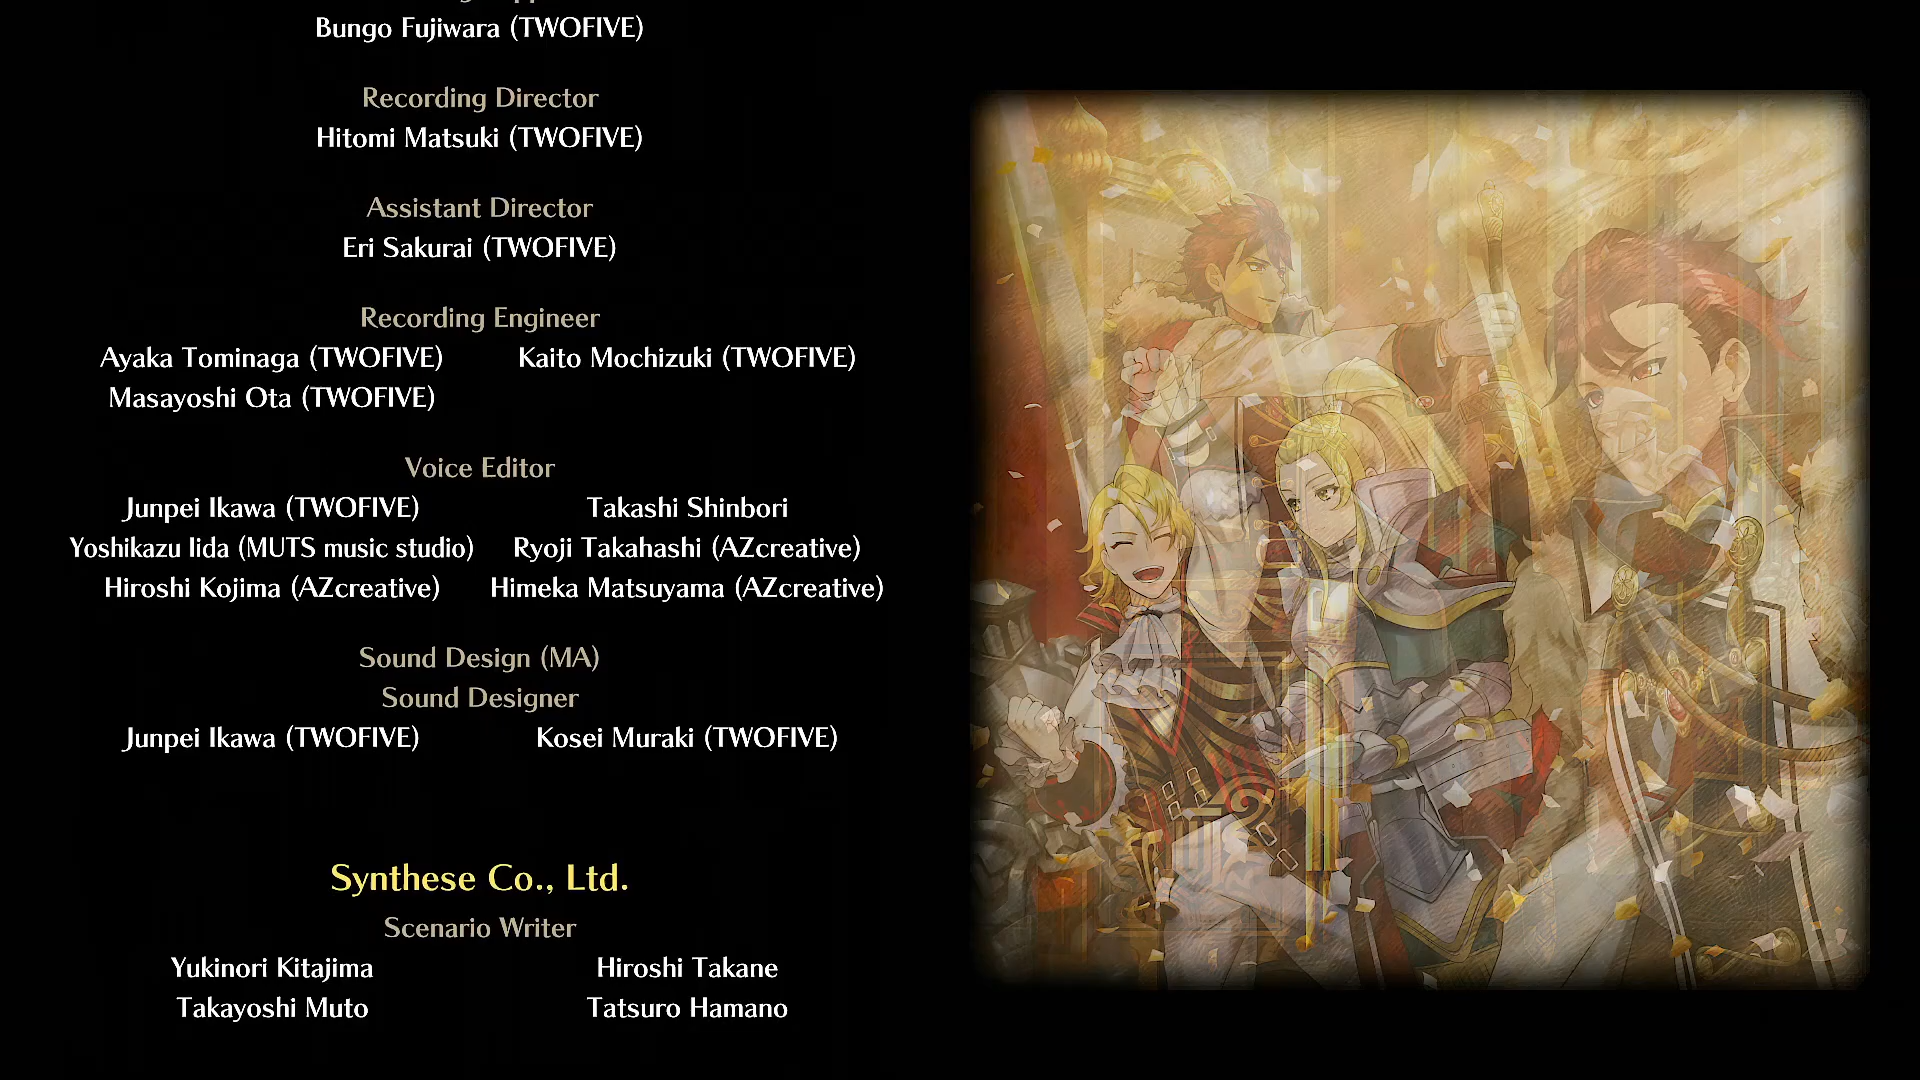 Bungo Fujiwara (TWOFIVE)
Recording Director
Hitomi Matsuki (TWOFIVE)
Assistant Director
Eri Sakurai (TWOFIVE)
Recording Engineer
Ayaka Tominaga (TWOFIVE) Kaito Mochizuki (TWOFIVE)
Masayoshi Ota (TWOFIVE)
Voice Editor
Junpei Ikawa (TWOFIVE) Takashi Shinbori
Yoshikazu Iida (MUTS music studio) Ryoji Takahashi (AZcreative)
Hiroshi Kojima (AZcreative) Himeka Matsuyama (AZcreative)
Sound Design (MA)
Sound Designer
Junpei Ikawa (TWOFIVE) Kosei Muraki (TWOFIVE)
Synthese Co., Ltd.
Scenario Writer
Yukinori Kitajima Hiroshi Takane
Takayoshi Muto Tatsuro Hamano